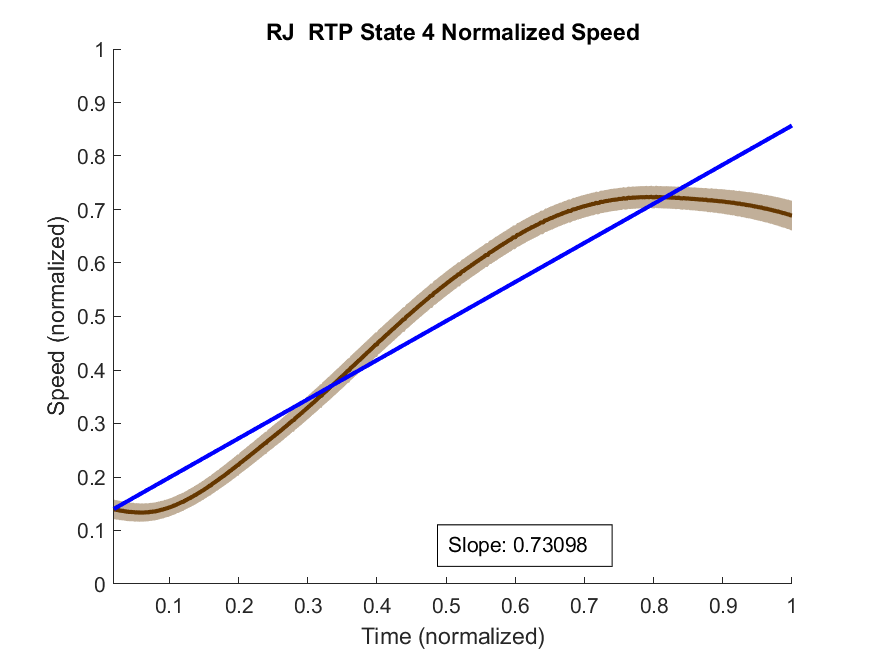 RJ  RTP State 4 Normalized Speed
1
0.9
0.8
0.7
0.6
0.5
0.4
0.3
0.2
0.1
0
Speed (normalized)
Slope: 0.73098
0.1 0.2 0.3 0.4 0.5 0.6 0.7 0.8 0.9 1
Time (normalized)